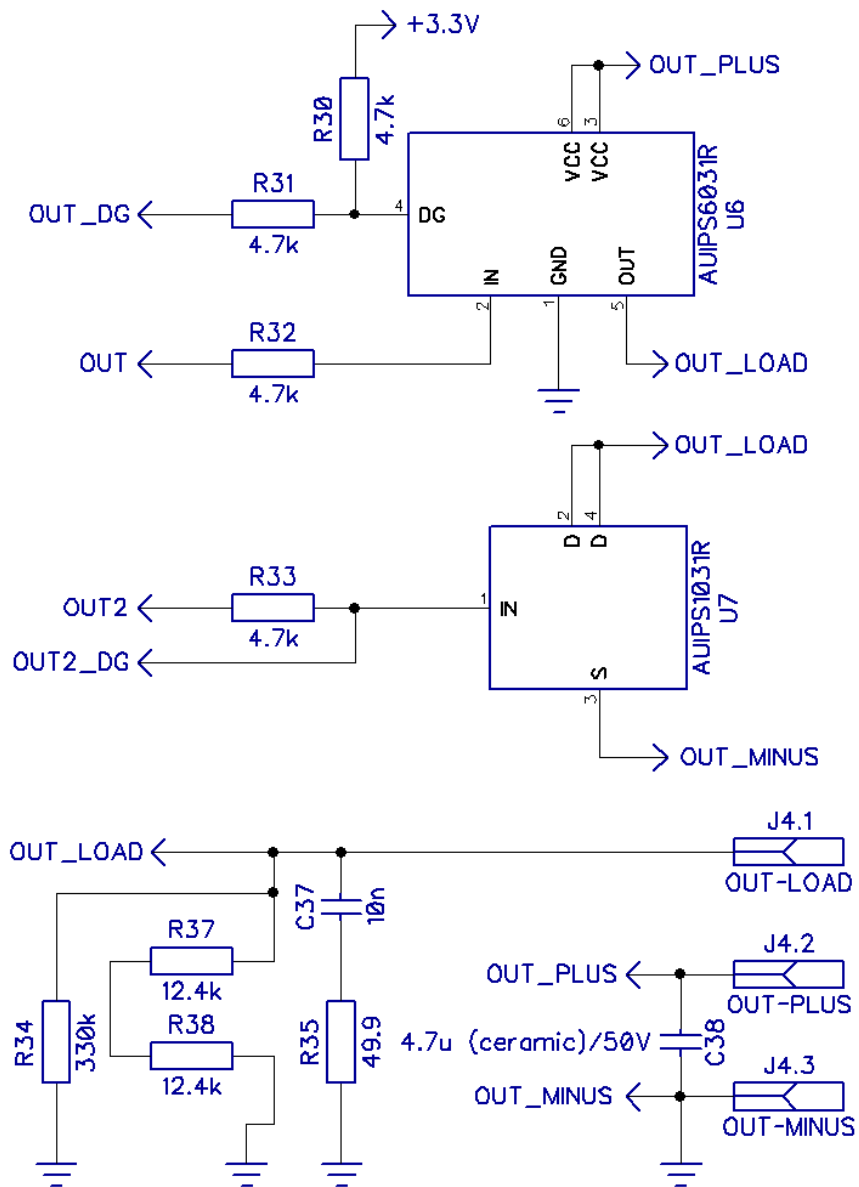 +3.3V
OUT_PLUS
R30
4.7k
6
3
VCC
VCC
R31
OUT_DG
4
DG
4.7k
AUIPS6031R
U6
IN
GND
OUT
2
1
5
R32
OUT
OUT_LOAD
4.7k
OUT_LOAD
2
4
D
D
R33
OUT2
1
IN
4.7k
AUIPS1031R
U7
OUT2_DG
S
3
OUT_MINUS
J4.1
OUT_LOAD
OUT-LOAD
C37
10n
R37
12.4k
J4.2
OUT_PLUS
OUT-PLUS
R34
330k
R38
12.4k
R35
49.9
4.7u (ceramic)/50V
C38
J4.3
OUT_MINUS
OUT-MINUS